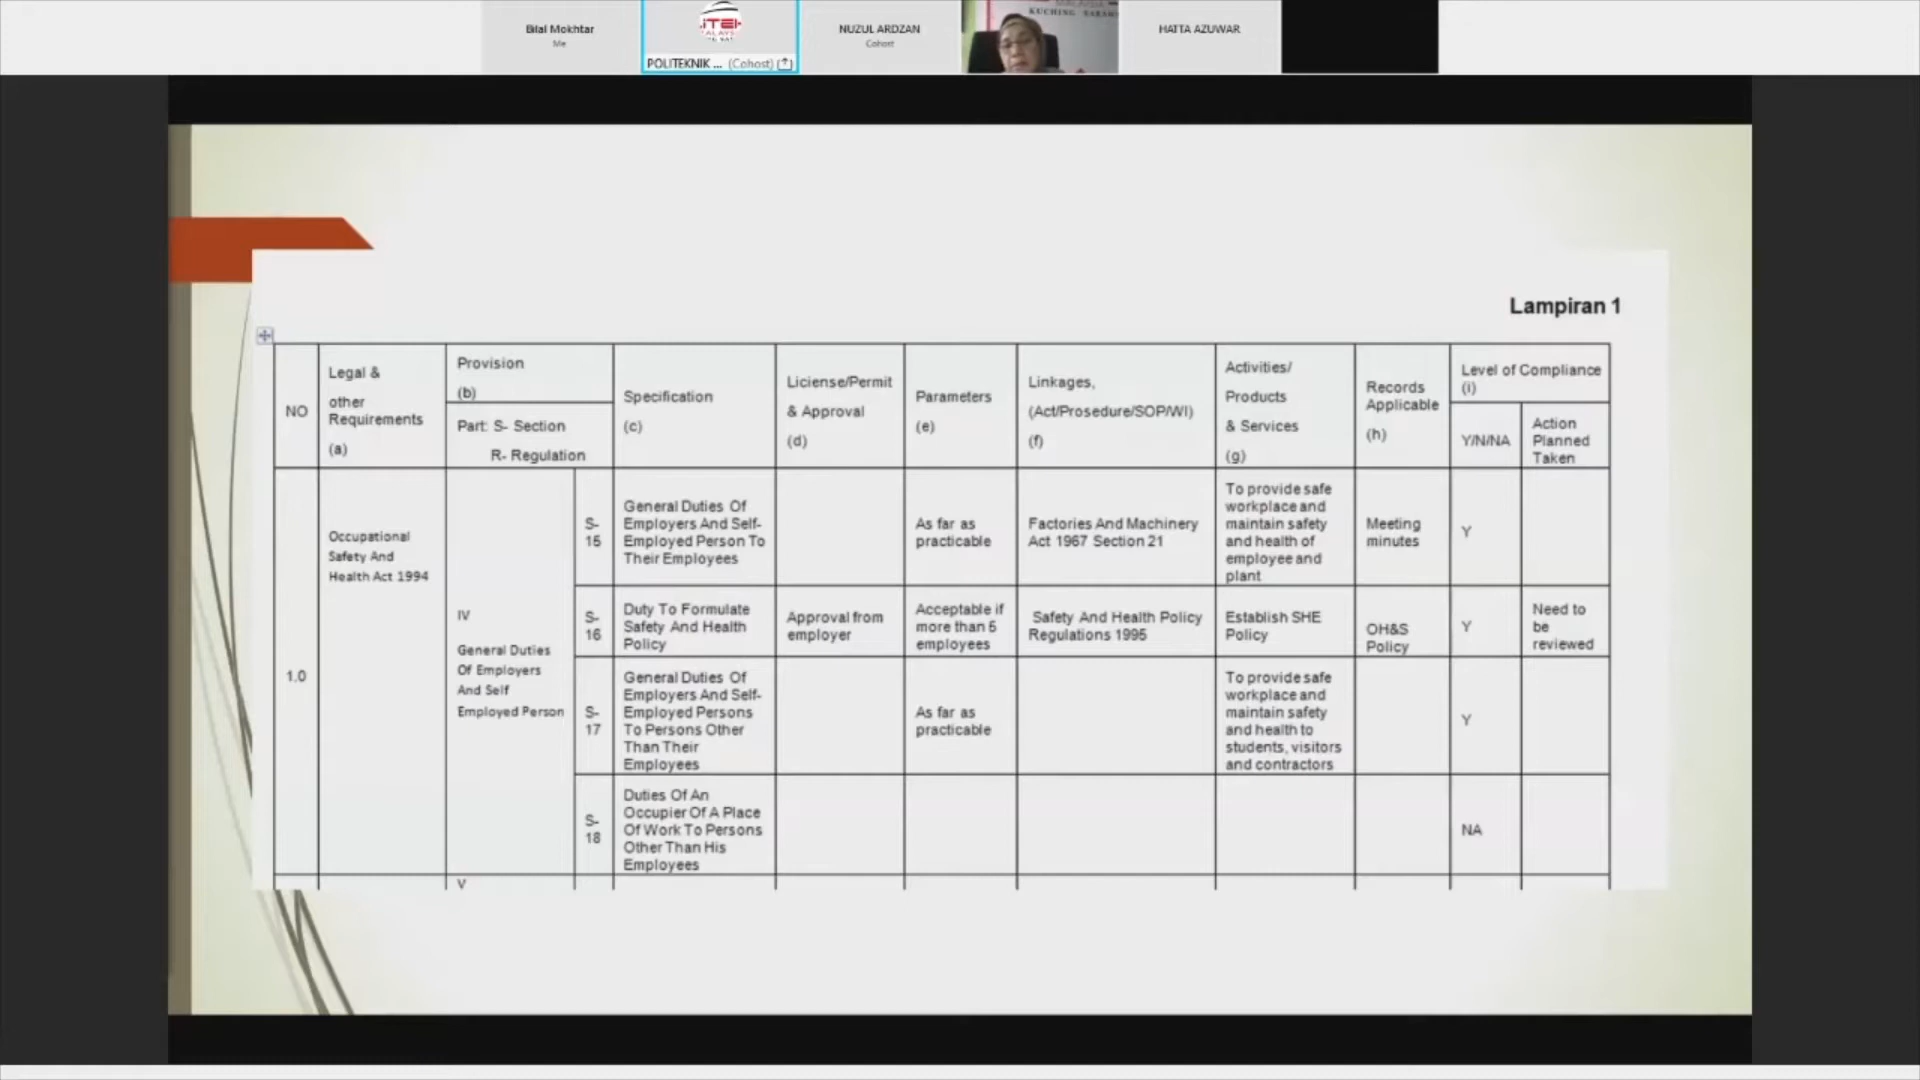 Bilal Mokhtar
Me
POLITEKNIK ... (Cohost)
NUZUL ARDZAN
Cohost
KUCHING SARAW
HATTA AZUWAR
Lampiran 1
NO
Legal &
other
Requirements
(a)
Provision
(b)
Part: S- Section
R- Regulation
Specification
(c)
Liciense/Permit
& Approval
(d)
Parameters
(e)
Linkages,
(Act/Prosedure/SOP/WI)
(f)
Activities/
Products
& Services
(g)
Records
Applicable
(h)
Level of Compliance
(i)
Y/N/NA
Action
Planned
Taken
1.0
Occupational
Safety And
Health Act 1994
IV
General Duties
Of Employers
And Self
Employed Person
S-
15
General Duties Of
Employers And Self-
Employed Person To
Their Employees
As far as
practicable
Factories And Machinery
Act 1967 Section 21
To provide safe
workplace and
maintain safety
and health of
employee and
plant
Meeting
minutes
Y
S-
16
Duty To Formulate
Safety And Health
Policy
Approval from
employer
Acceptable if
more than 5
employees
Safety And Health Policy
Regulations 1995
Establish SHE
Policy
OH&S
Policy
Y
Need to
be
reviewed
S-
17
General Duties Of
Employers And Self-
Employed Persons
To Persons Other
Than Their
Employees
As far as
practicable
To provide safe
workplace and
maintain safety
and health to
students, visitors
and contractors
Y
S-
18
Duties Of An
Occupier Of A Place
Of Work To Persons
Other Than His
Employees
NA
V